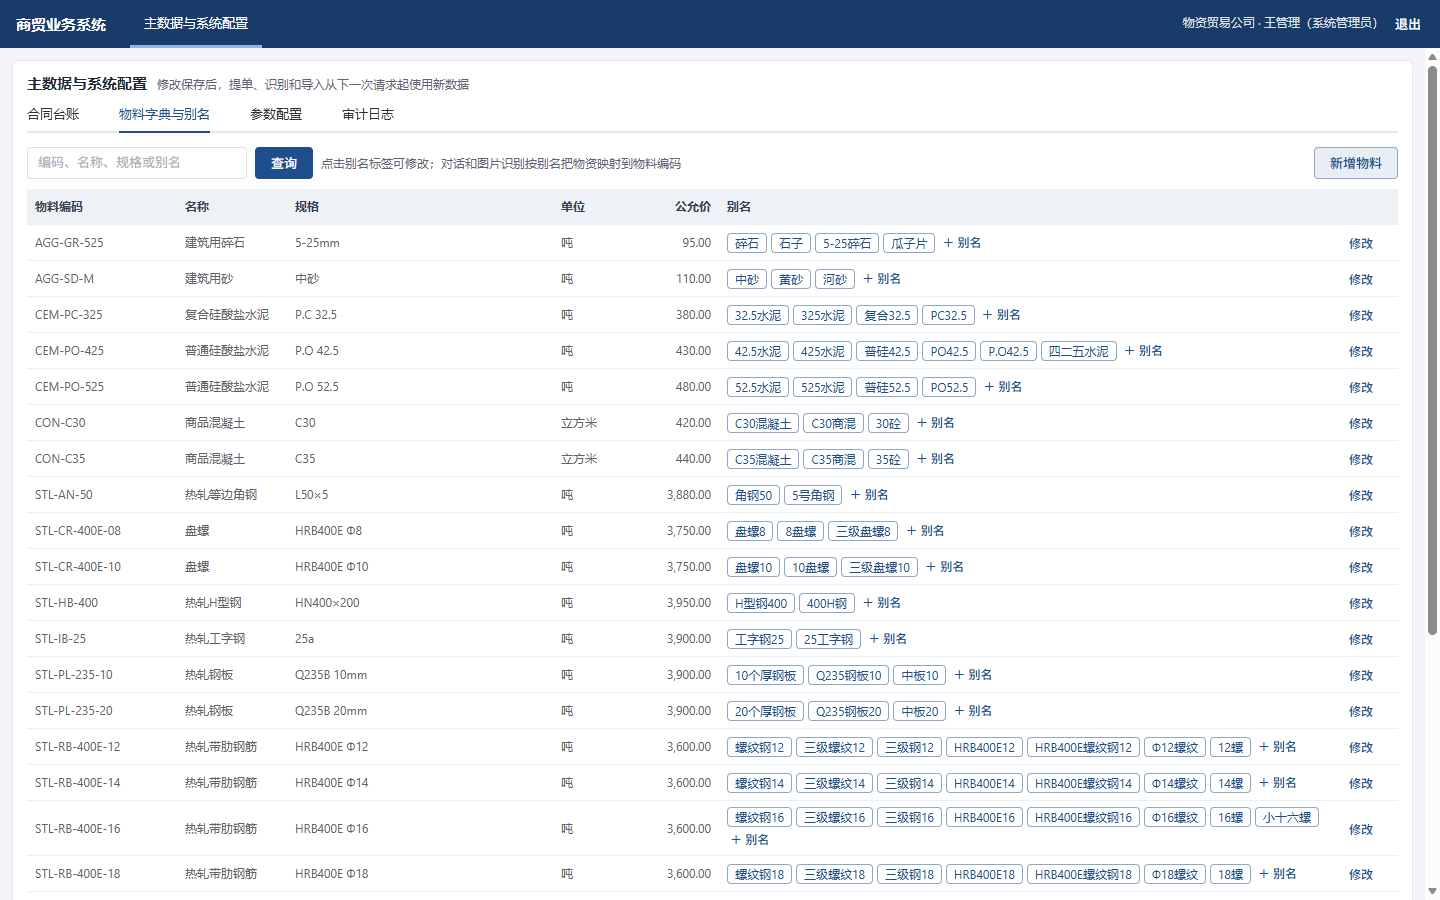 商贸业务系统 主数据与系统配置 物资贸易公司 · 王管理（系统管理员） 退出
主数据与系统配置 修改保存后，提单、识别和导入从下一次请求起使用新数据
合同台账 物料字典与别名 参数配置 审计日志
编码、名称、规格或别名 查询 点击别名标签可修改；对话和图片识别按别名把物资映射到物料编码 新增物料
物料编码 名称 规格 单位 公允价 别名
AGG-GR-525 建筑用碎石 5-25mm 吨 95.00 碎石 石子 5-25碎石 瓜子片 + 别名 修改
AGG-SD-M 建筑用砂 中砂 吨 110.00 中砂 黄砂 河砂 + 别名 修改
CEM-PC-325 复合硅酸盐水泥 P.C 32.5 吨 380.00 32.5水泥 325水泥 复合32.5 PC32.5 + 别名 修改
CEM-PO-425 普通硅酸盐水泥 P.O 42.5 吨 430.00 42.5水泥 425水泥 普硅42.5 PO42.5 P.O42.5 四二五水泥 + 别名 修改
CEM-PO-525 普通硅酸盐水泥 P.O 52.5 吨 480.00 52.5水泥 525水泥 普硅52.5 PO52.5 + 别名 修改
CON-C30 商品混凝土 C30 立方米 420.00 C30混凝土 C30商混 30砼 + 别名 修改
CON-C35 商品混凝土 C35 立方米 440.00 C35混凝土 C35商混 35砼 + 别名 修改
STL-AN-50 热轧等边角钢 L50×5 吨 3,880.00 角钢50 5号角钢 + 别名 修改
STL-CR-400E-08 盘螺 HRB400E Φ8 吨 3,750.00 盘螺8 8盘螺 三级盘螺8 + 别名 修改
STL-CR-400E-10 盘螺 HRB400E Φ10 吨 3,750.00 盘螺10 10盘螺 三级盘螺10 + 别名 修改
STL-HB-400 热轧H型钢 HN400×200 吨 3,950.00 H型钢400 400H钢 + 别名 修改
STL-IB-25 热轧工字钢 25a 吨 3,900.00 工字钢25 25工字钢 + 别名 修改
STL-PL-235-10 热轧钢板 Q235B 10mm 吨 3,900.00 10个厚钢板 Q235钢板10 中板10 + 别名 修改
STL-PL-235-20 热轧钢板 Q235B 20mm 吨 3,900.00 20个厚钢板 Q235钢板20 中板20 + 别名 修改
STL-RB-400E-12 热轧带肋钢筋 HRB400E Φ12 吨 3,600.00 螺纹钢12 三级螺纹12 三级钢12 HRB400E12 HRB400E螺纹钢12 Φ12螺纹 12螺 + 别名 修改
STL-RB-400E-14 热轧带肋钢筋 HRB400E Φ14 吨 3,600.00 螺纹钢14 三级螺纹14 三级钢14 HRB400E14 HRB400E螺纹钢14 Φ14螺纹 14螺 + 别名 修改
STL-RB-400E-16 热轧带肋钢筋 HRB400E Φ16 吨 3,600.00 螺纹钢16 三级螺纹16 三级钢16 HRB400E16 HRB400E螺纹钢16 Φ16螺纹 16螺 小十六螺 + 别名 修改
STL-RB-400E-18 热轧带肋钢筋 HRB400E Φ18 吨 3,600.00 螺纹钢18 三级螺纹18 三级钢18 HRB400E18 HRB400E螺纹钢18 Φ18螺纹 18螺 + 别名 修改